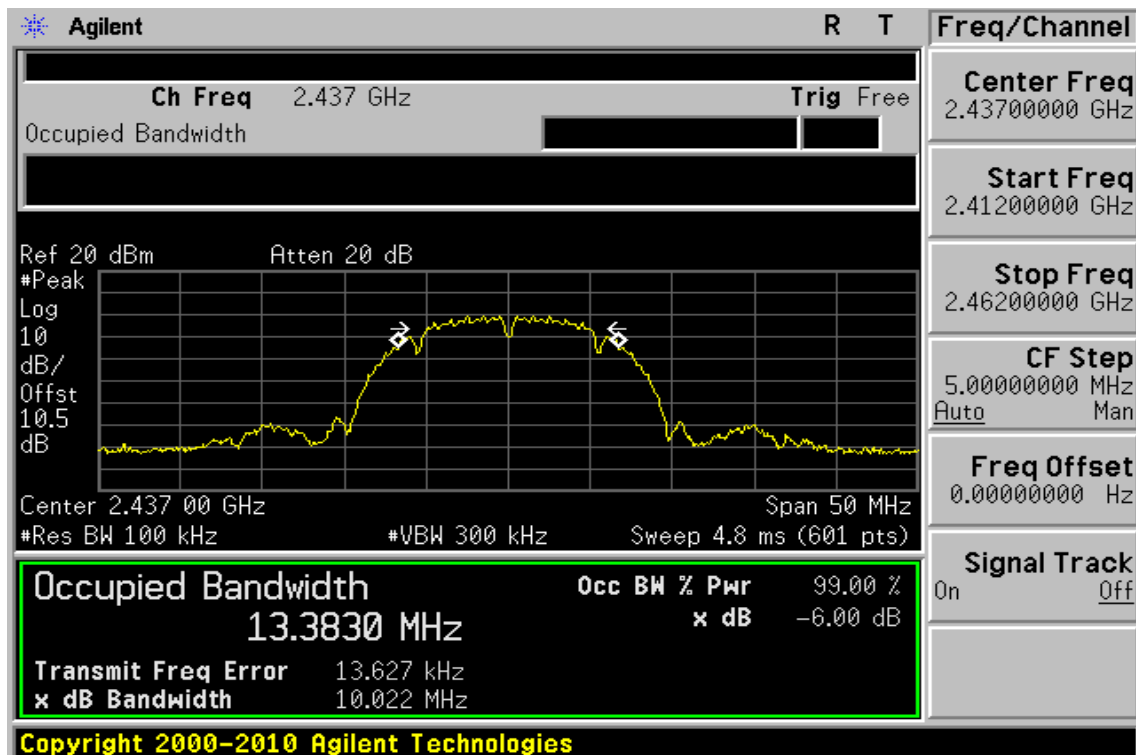 Agilent R T
Freq/Channel
Ch Freq 2.437 GHz Trig Free
Occupied Bandwidth
Center Freq
2.43700000 GHz
Start Freq
2.41200000 GHz
Stop Freq
2.46200000 GHz
CF Step
5.00000000 MHz
Auto Man
Freq Offset
0.00000000 Hz
Signal Track
On Off
Ref 20 dBm Atten 20 dB
#Peak
Log
10
dB/
Offst
10.5
dB
Center 2.437 00 GHz Span 50 MHz
#Res BW 100 kHz #VBW 300 kHz Sweep 4.8 ms (601 pts)
Occupied Bandwidth Occ BW % Pwr 99.00 %
13.3830 MHz x dB -6.00 dB
Transmit Freq Error 13.627 kHz
x dB Bandwidth 10.022 MHz
Copyright 2000-2010 Agilent Technologies